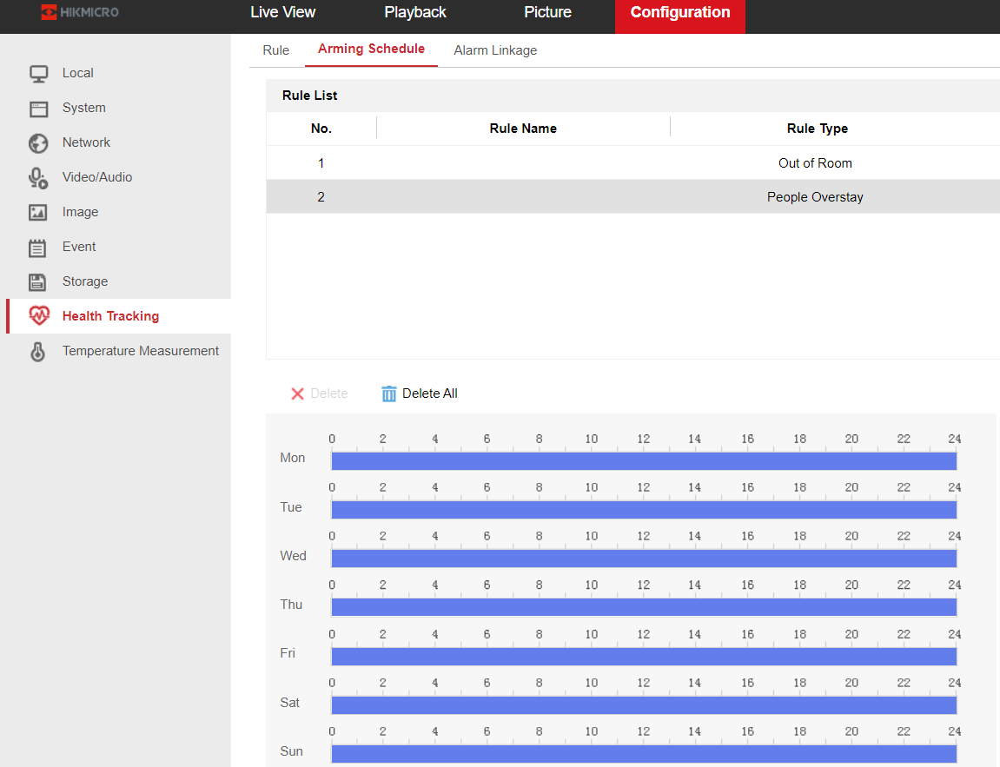 HIKMICRO Live View Playback Picture Configuration
Rule Arming Schedule Alarm Linkage
Local
System
Network
Video/Audio
Image
Event
Storage
Health Tracking
Temperature Measurement
Rule List
No. Rule Name Rule Type
1 Out of Room
2 People Overstay
Delete Delete All
0 2 4 6 8 10 12 14 16 18 20 22 24
Mon
0 2 4 6 8 10 12 14 16 18 20 22 24
Tue
0 2 4 6 8 10 12 14 16 18 20 22 24
Wed
0 2 4 6 8 10 12 14 16 18 20 22 24
Thu
0 2 4 6 8 10 12 14 16 18 20 22 24
Fri
0 2 4 6 8 10 12 14 16 18 20 22 24
Sat
0 2 4 6 8 10 12 14 16 18 20 22 24
Sun